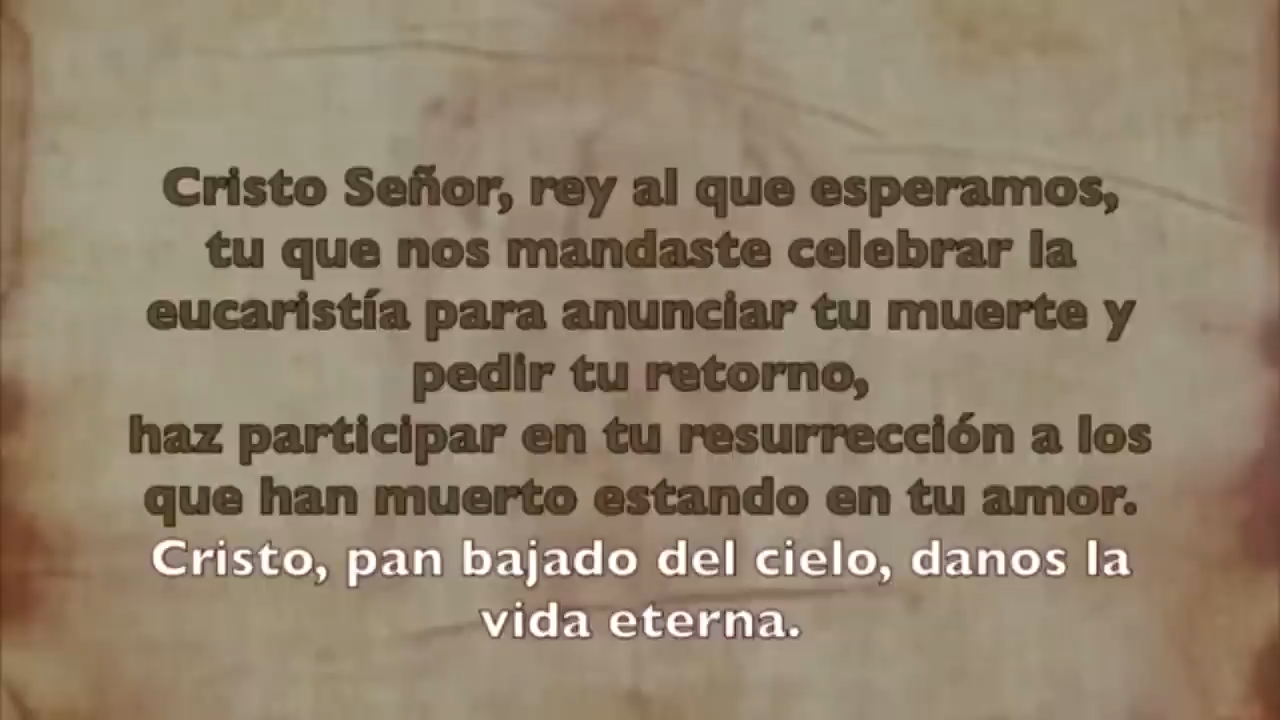 Cristo Señor, rey al que esperamos,
tu que nos mandaste celebrar la
eucaristía para anunciar tu muerte y
pedir tu retorno,
haz participar en tu resurrección a los
que han muerto estando en tu amor.
Cristo, pan bajado del cielo, danos la
vida eterna.